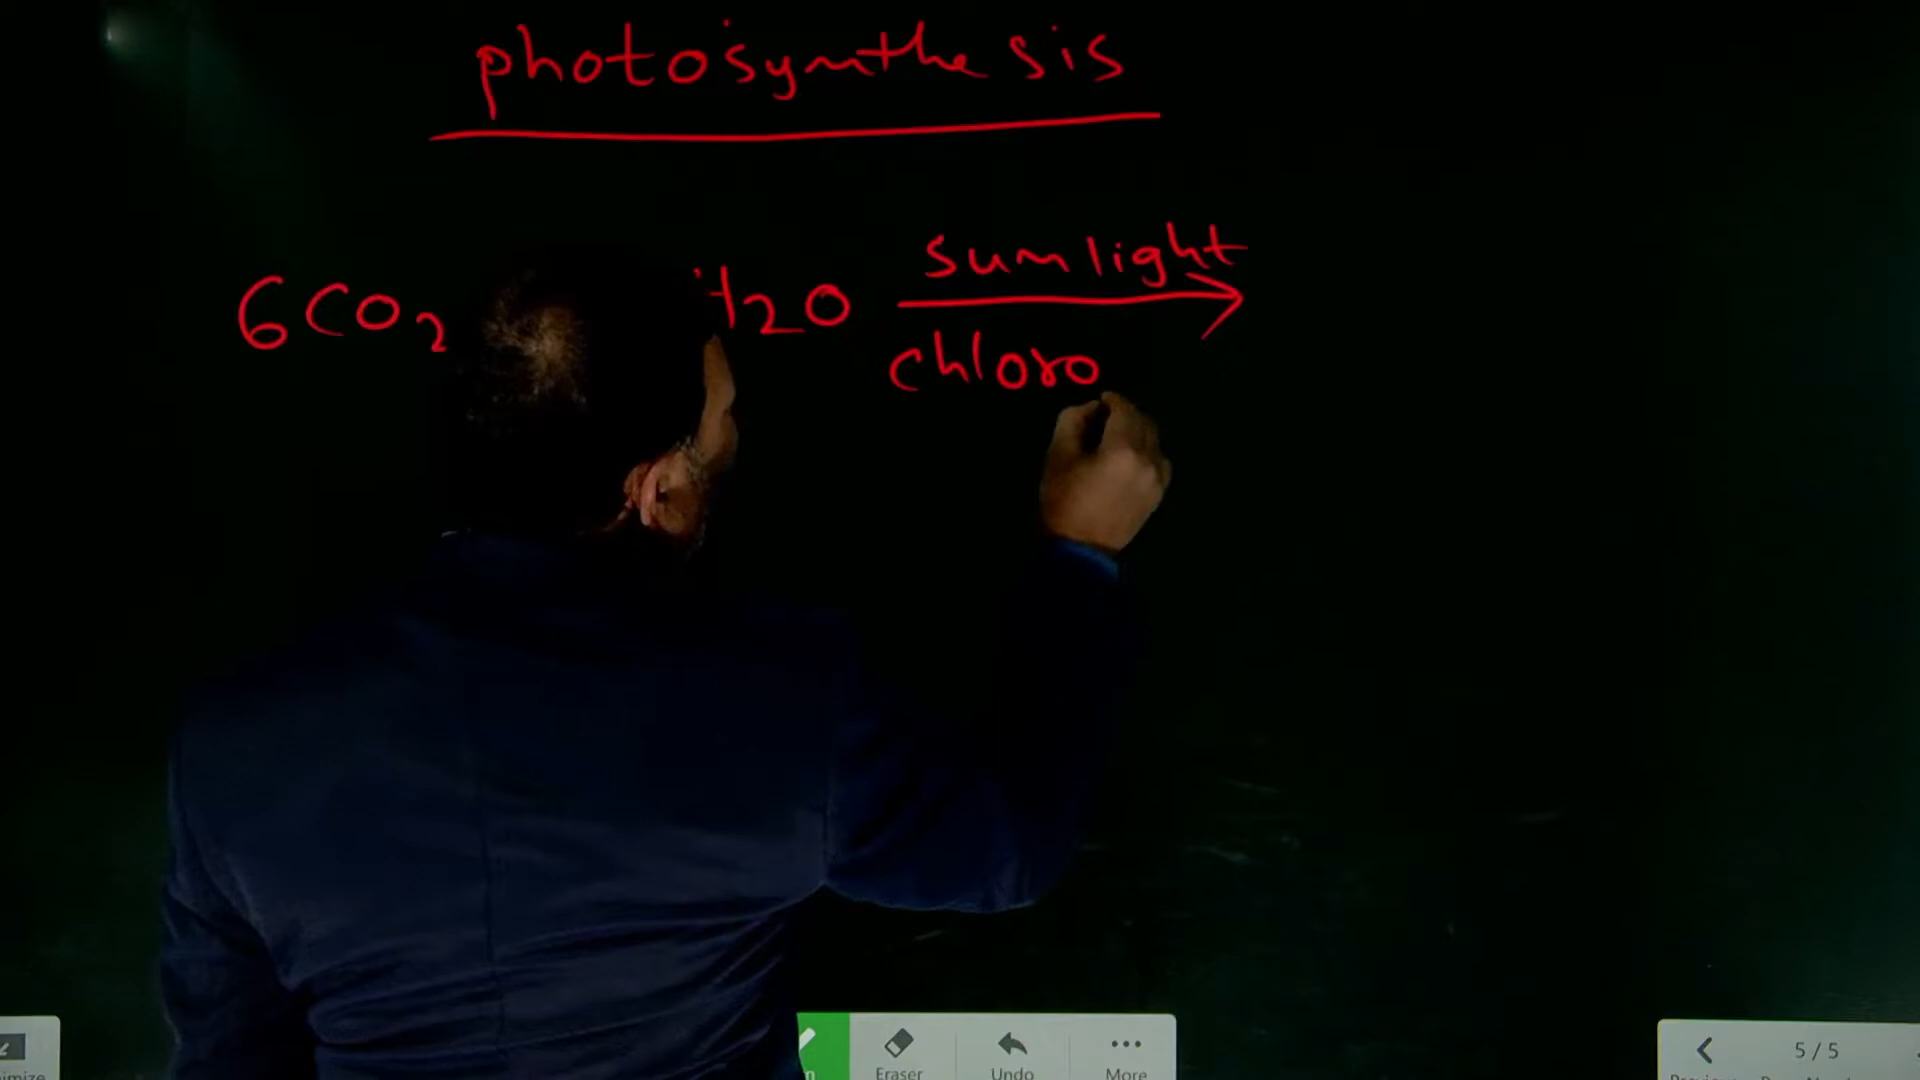 photosynthesis
sunlight
6CO2 H2O
chloro
Eraser Undo More
5 / 5